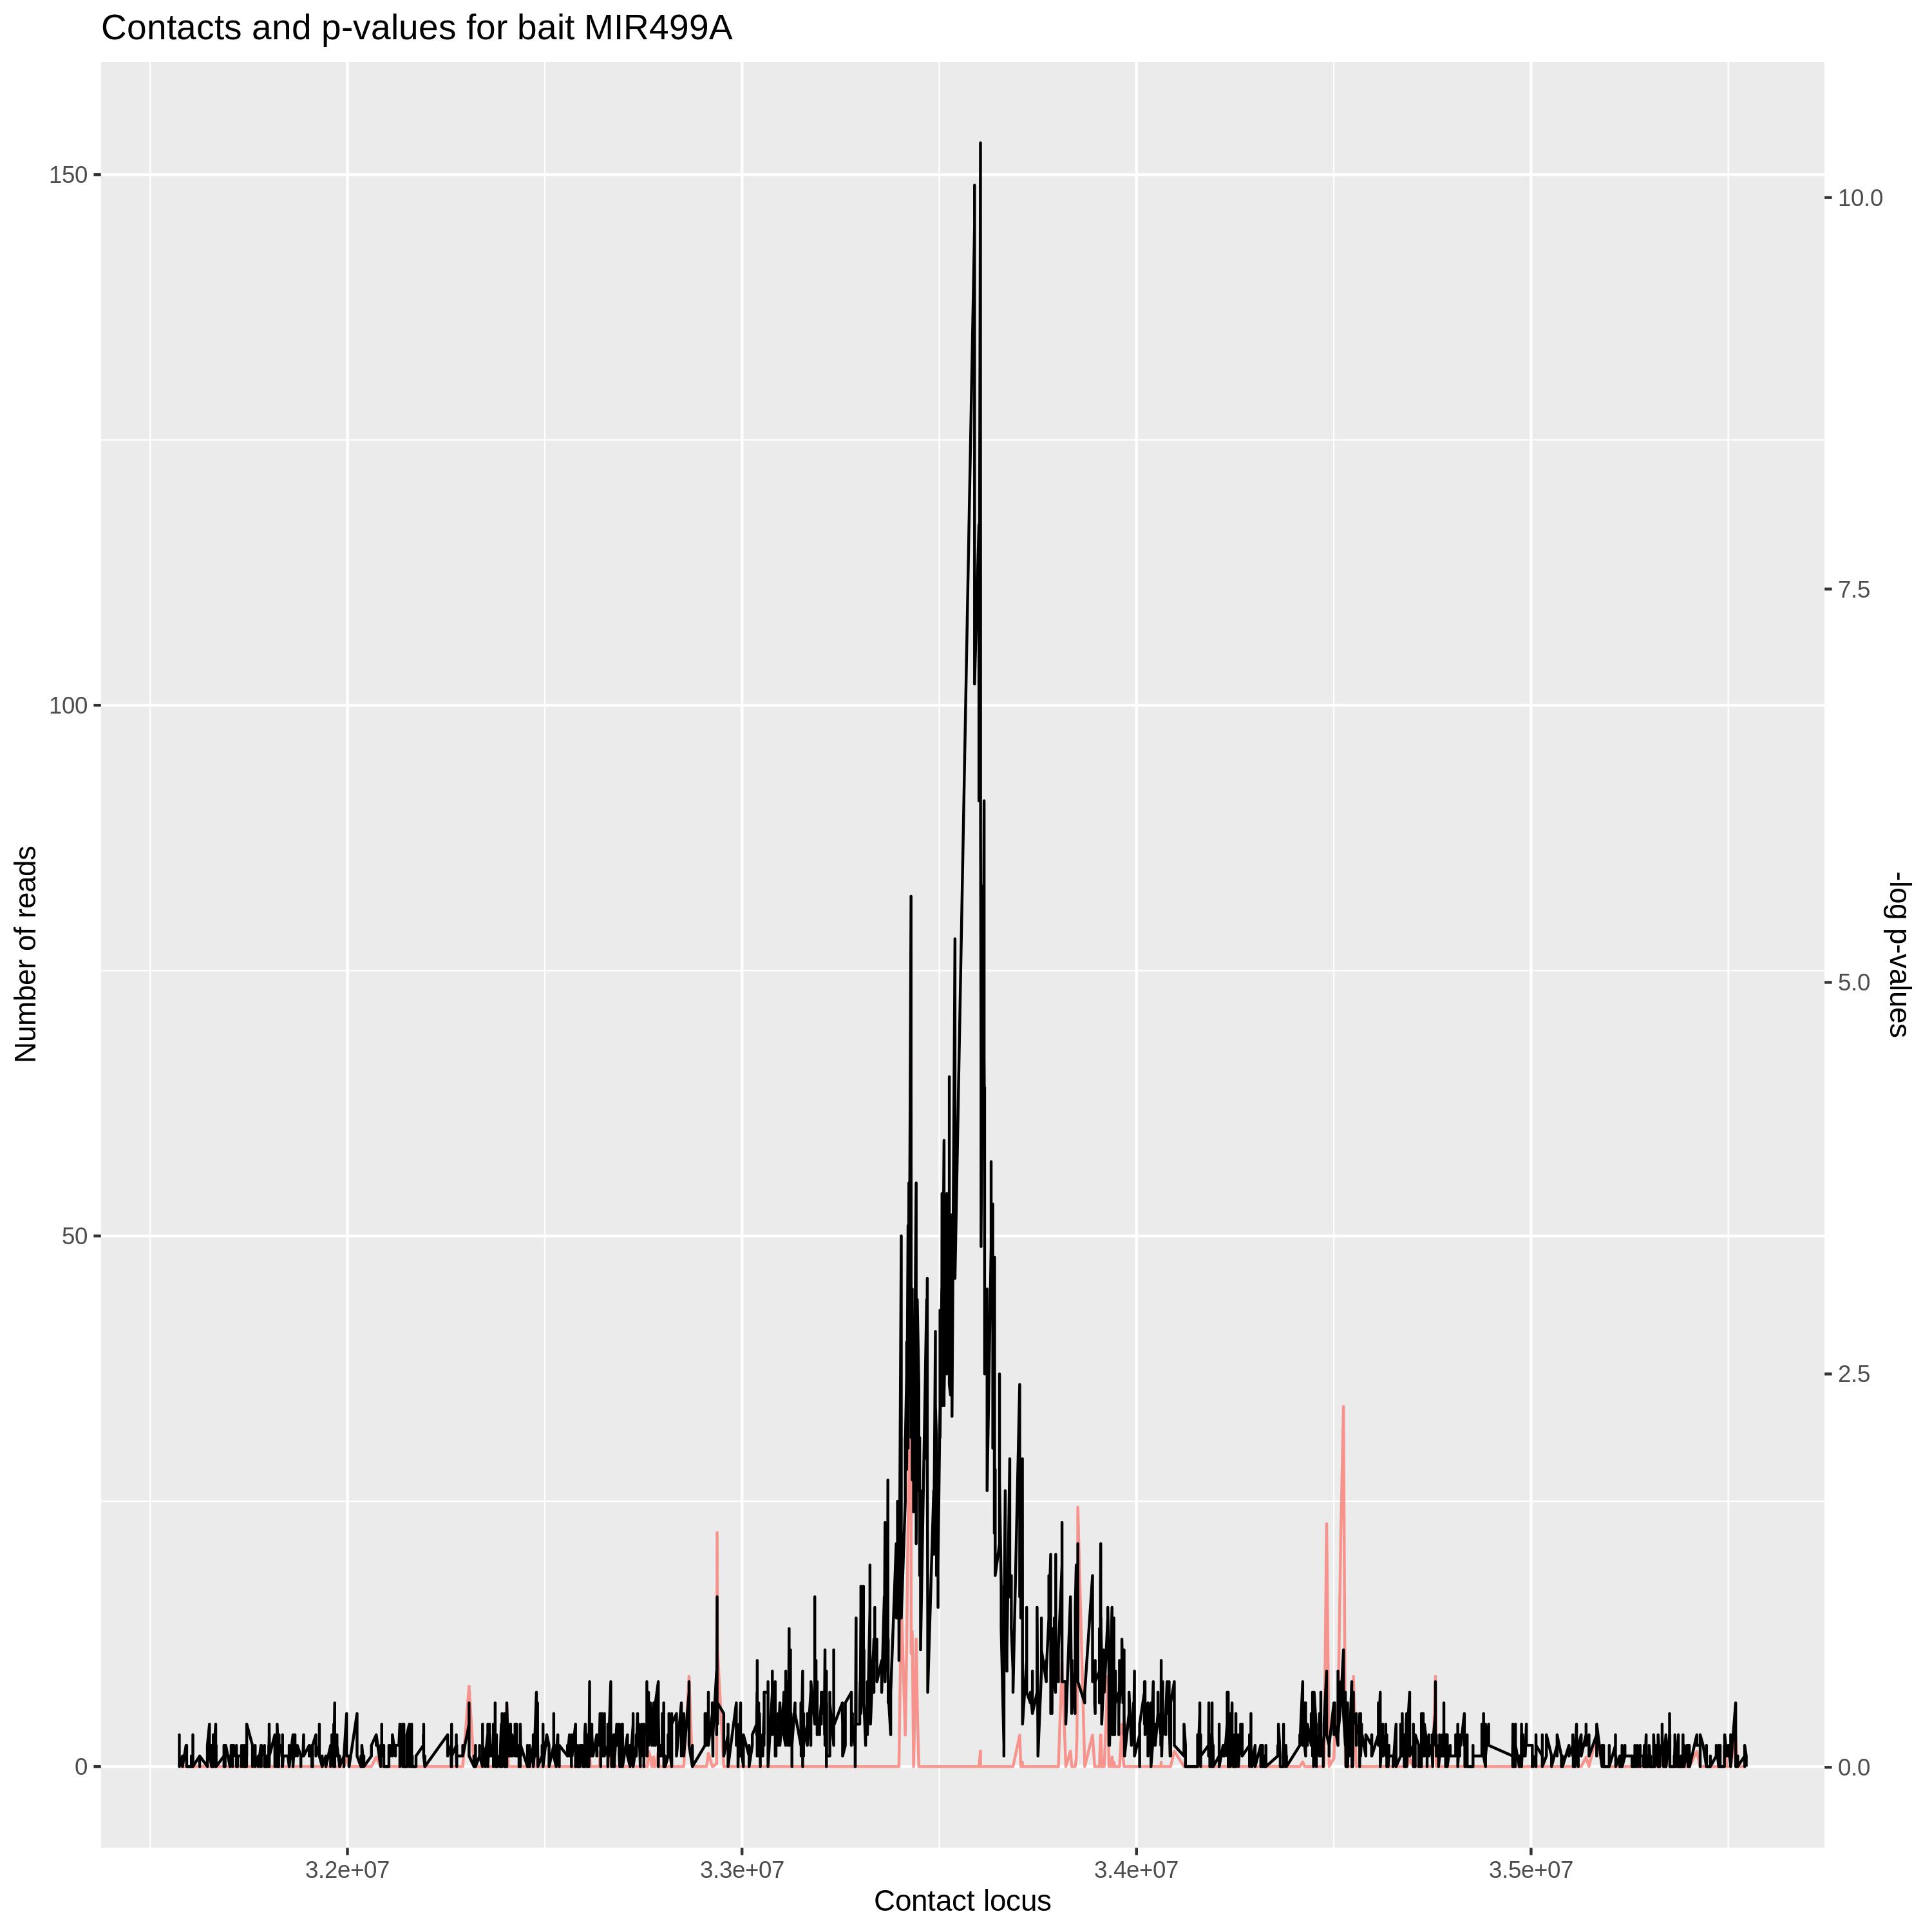 Contacts and p-values for bait MIR499A
150
100
50
0
Number of reads
10.0
7.5
5.0
2.5
0.0
-log p-values
3.2e+07
3.3e+07
3.4e+07
3.5e+07
Contact locus